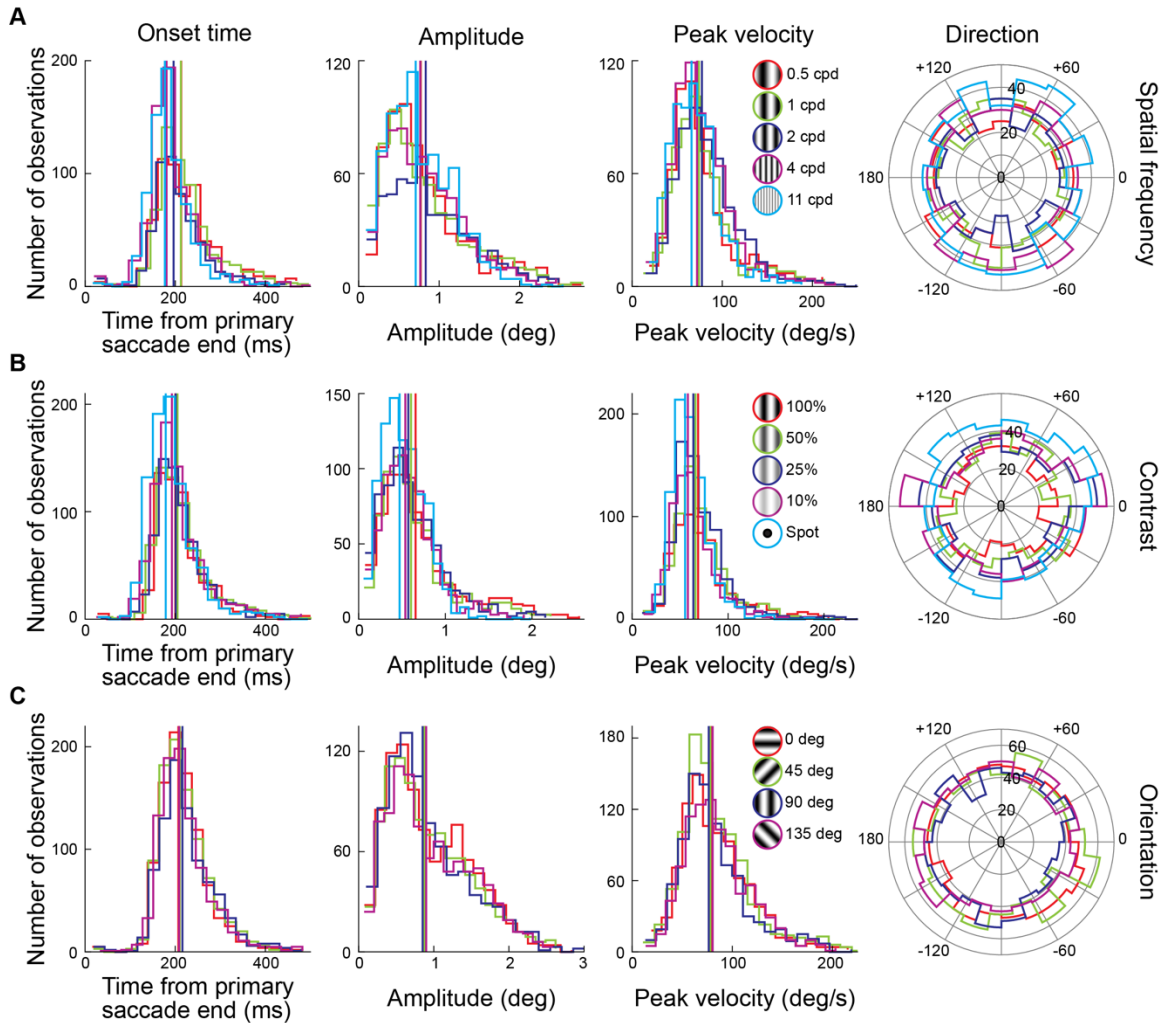 A
Onset time
Amplitude
Peak velocity
Direction
Number of observations
200
100
0
0
200
400
Time from primary
saccade end (ms)
120
60
0
0
1
2
Amplitude (deg)
120
60
0
0
100
200
Peak velocity (deg/s)
0.5 cpd
1 cpd
2 cpd
4 cpd
11 cpd
+120
+60
40
20
0
180
0
-120
-60
Spatial frequency
B
Number of observations
200
100
0
0
200
400
Time from primary
saccade end (ms)
150
100
50
0
0
1
2
Amplitude (deg)
200
100
0
0
100
200
Peak velocity (deg/s)
100%
50%
25%
10%
Spot
+120
+60
40
20
0
180
0
-120
-60
Contrast
C
Number of observations
200
100
0
0
200
400
Time from primary
saccade end (ms)
120
60
0
0
1
2
3
Amplitude (deg)
180
120
60
0
0
100
200
Peak velocity (deg/s)
0 deg
45 deg
90 deg
135 deg
+120
+60
60
40
20
0
180
0
-120
-60
Orientation